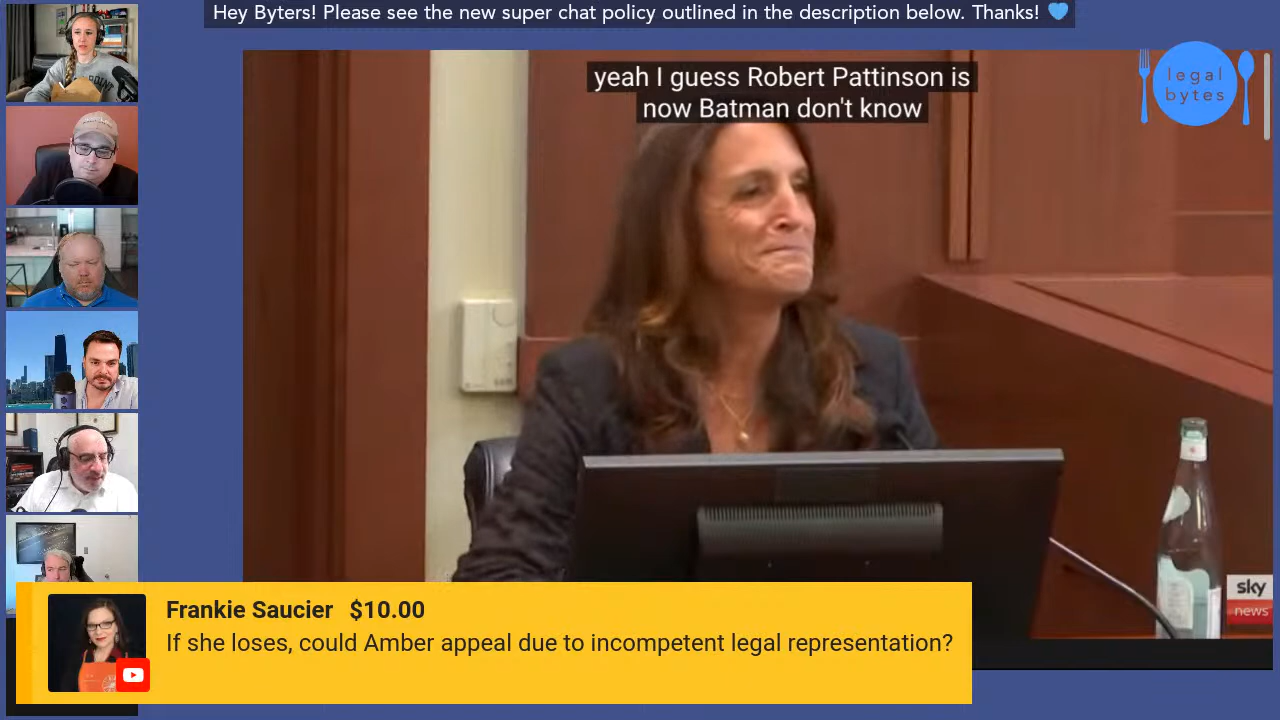 Hey Byters! Please see the new super chat policy outlined in the description below. Thanks! 💙
legal
bytes
yeah I guess Robert Pattinson is
now Batman don't know
sky
news
Frankie Saucier $10.00
If she loses, could Amber appeal due to incompetent legal representation?